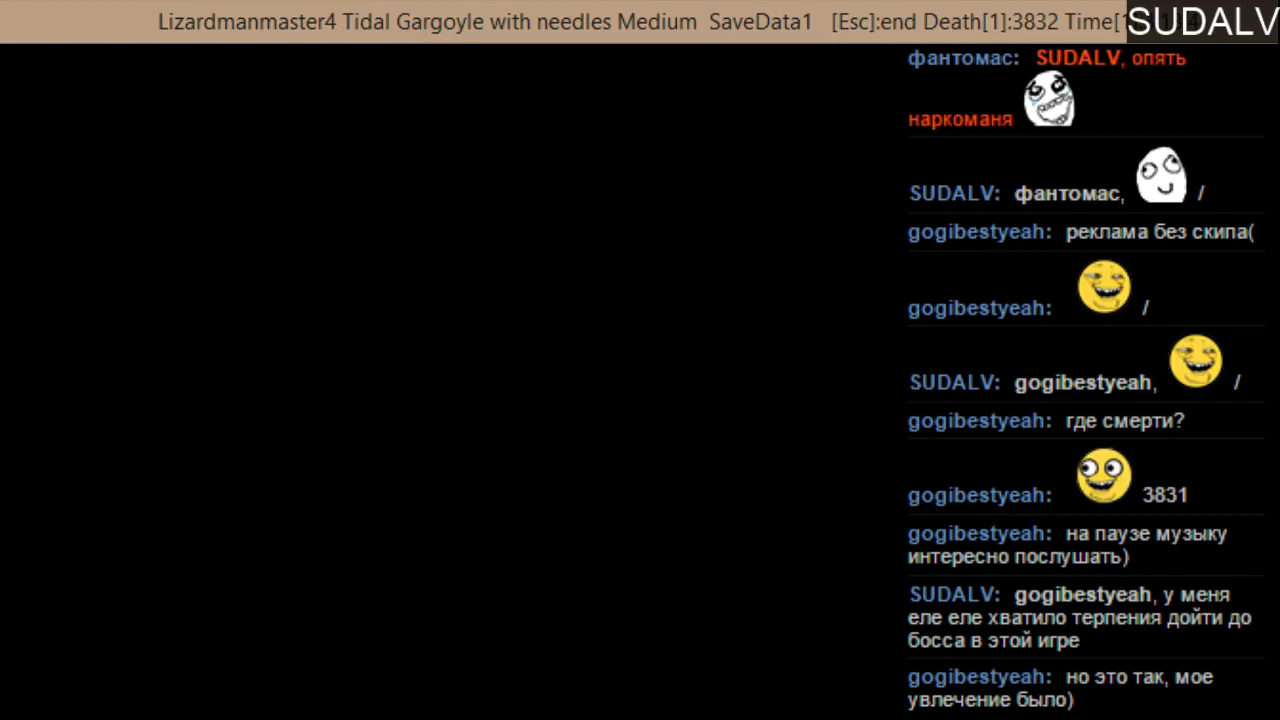 Lizardmanmaster4 Tidal Gargoyle with needles Medium SaveData1 [Esc]:end Death[1]:3832 Time[
SUDALV
фантомас: SUDALV, опять
наркоманя
SUDALV: фантомас, /
gogibestyeah: реклама без скипа(
gogibestyeah: /
SUDALV: gogibestyeah, /
gogibestyeah: где смерти?
gogibestyeah: 3831
gogibestyeah: на паузе музыку
интересно послушать)
SUDALV: gogibestyeah, у меня
еле еле хватило терпения дойти до
босса в этой игре
gogibestyeah: но это так, мое
увлечение было)